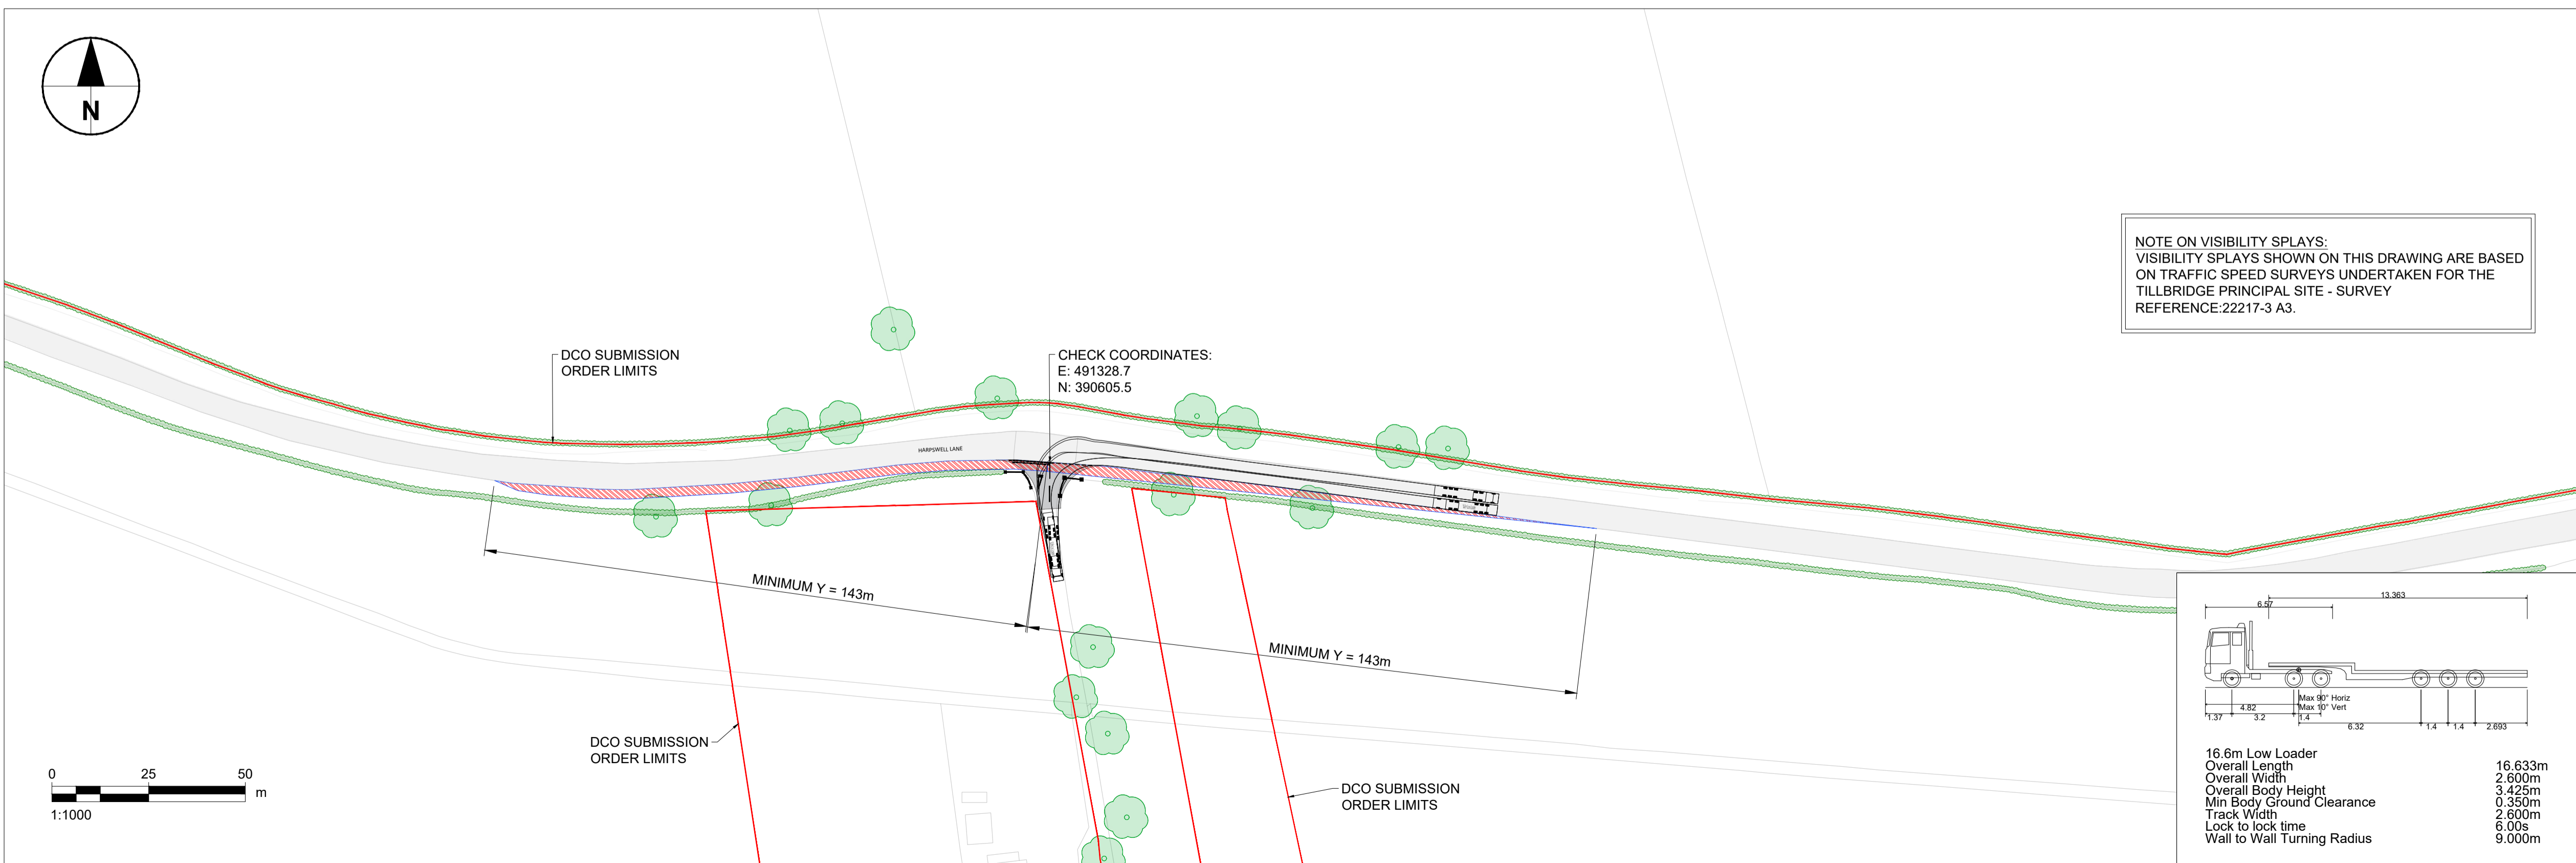 N
NOTE ON VISIBILITY SPLAYS:
VISIBILITY SPLAYS SHOWN ON THIS DRAWING ARE BASED
ON TRAFFIC SPEED SURVEYS UNDERTAKEN FOR THE
TILLBRIDGE PRINCIPAL SITE - SURVEY
REFERENCE:22217-3 A3.
DCO SUBMISSION
ORDER LIMITS
CHECK COORDINATES:
E: 491328.7
N: 390605.5
HARPSWELL LANE
MINIMUM Y = 143m
MINIMUM Y = 143m
DCO SUBMISSION
ORDER LIMITS
DCO SUBMISSION
ORDER LIMITS
0 25 50
m
1:1000
13.363
6.57
Max 90° Horiz
Max 10° Vert
4.82
1.37 3.2 1.4
6.32 1.4 1.4 2.693
16.6m Low Loader
Overall Length 16.633m
Overall Width 2.600m
Overall Body Height 3.425m
Min Body Ground Clearance 0.350m
Track Width 2.600m
Lock to lock time 6.00s
Wall to Wall Turning Radius 9.000m